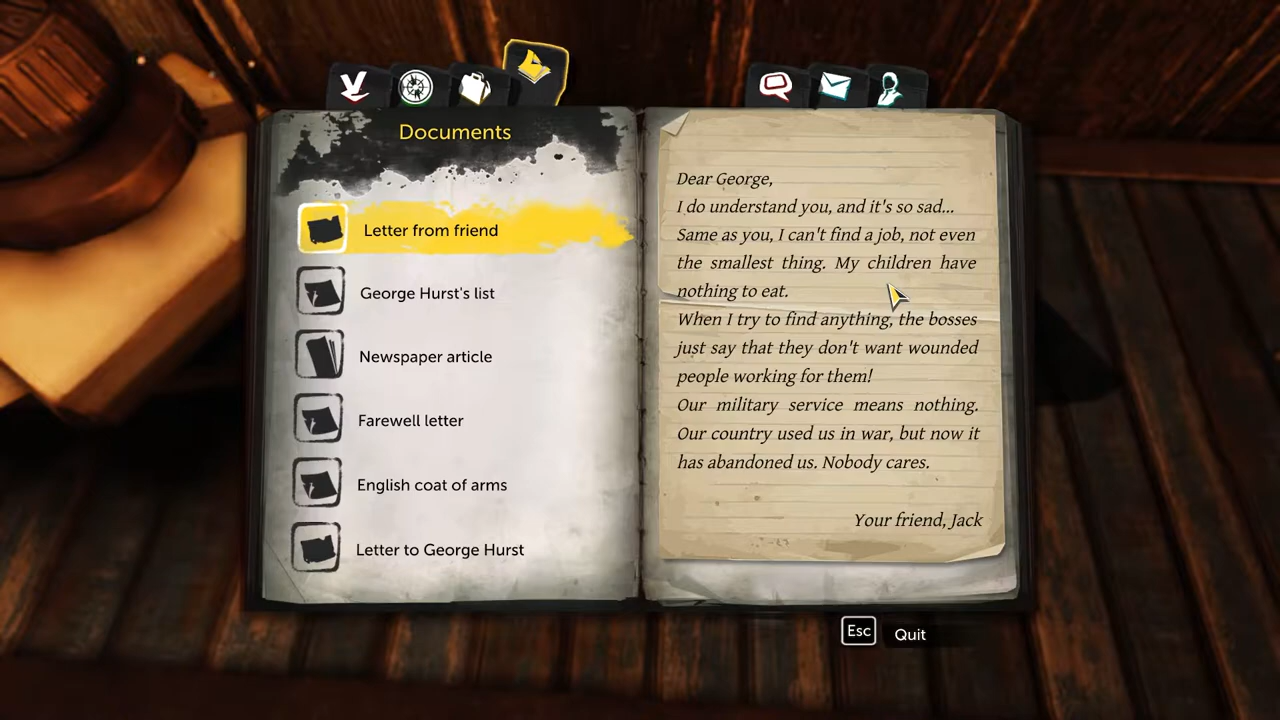 Documents
Letter from friend
George Hurst's list
Newspaper article
Farewell letter
English coat of arms
Letter to George Hurst
Dear George,
I do understand you, and it's so sad...
Same as you, I can't find a job, not even
the smallest thing. My children have
nothing to eat.
When I try to find anything, the bosses
just say that they don't want wounded
people working for them!
Our military service means nothing.
Our country used us in war, but now it
has abandoned us. Nobody cares.
Your friend, Jack
Esc Quit